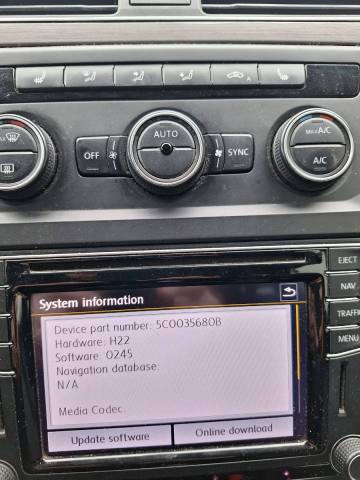 AUTO
OFF
SYNC
MAX
MAX A/C
A/C
A
EJECT
NAV
TRAFFIC
MENU
System information
Device part number: 5C0035680B
Hardware: H22
Software: 0245
Navigation database:
N/A
Media Codec
Update software
Online download